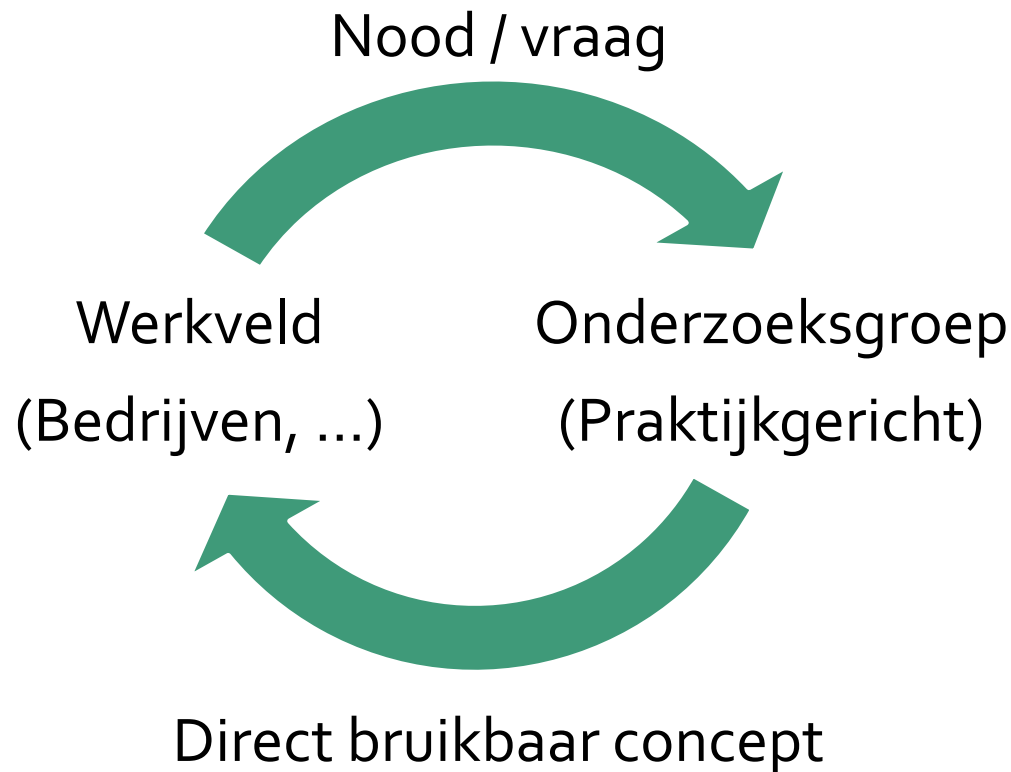 Nood / vraag
Werkveld
(Bedrijven, ...)
Onderzoeksgroep
(Praktijkgericht)
Direct bruikbaar concept